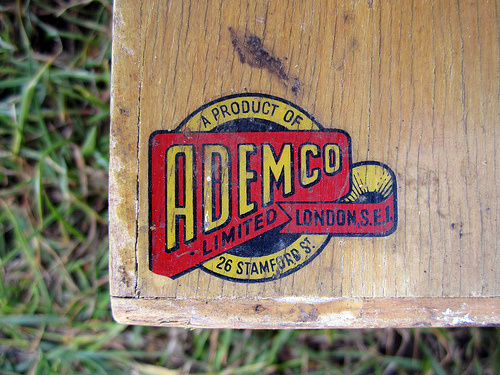 A PRODUCT OF
ADEMCO
LIMITED
LONDON, S.E.1.
26 STAMFORD ST.